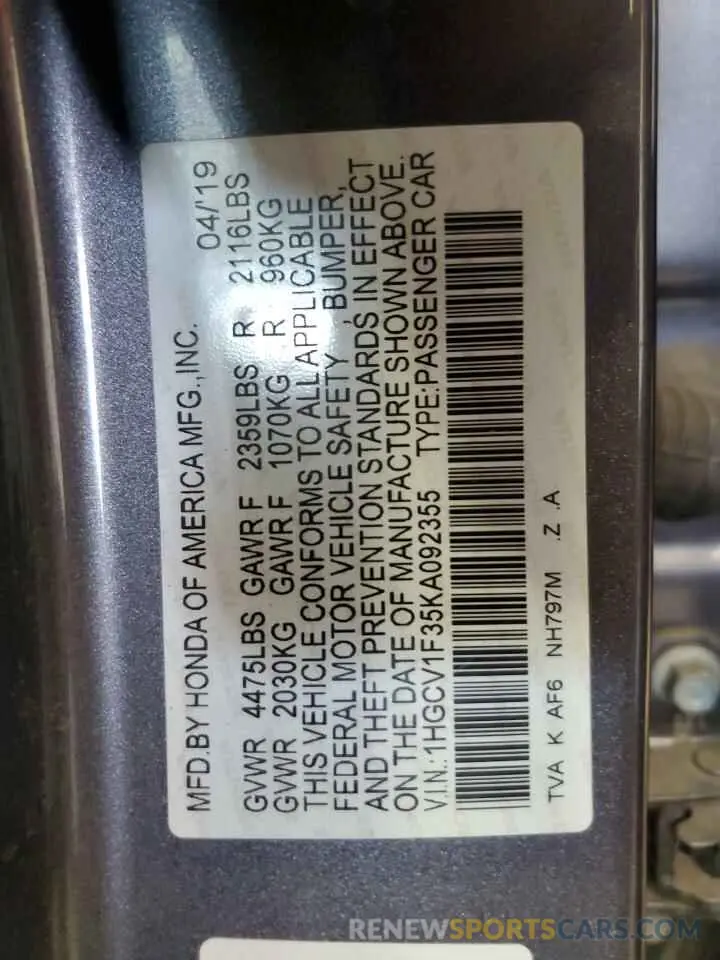 MFD.BY HONDA OF AMERICA MFG.,INC. 04/'19
GVWR 4475LBS GAWR F 2359LBS R 2116LBS
GVWR 2030KG GAWR F 1070KG R 960KG
THIS VEHICLE CONFORMS TO ALL APPLICABLE
FEDERAL MOTOR VEHICLE SAFETY , BUMPER,
AND THEFT PREVENTION STANDARDS IN EFFECT
ON THE DATE OF MANUFACTURE SHOWN ABOVE.
V.I.N.:1HGCV1F35KA092355 TYPE:PASSENGER CAR
TVA K AF6 NH797M .Z .A
RENEWSPORTSCARS.COM